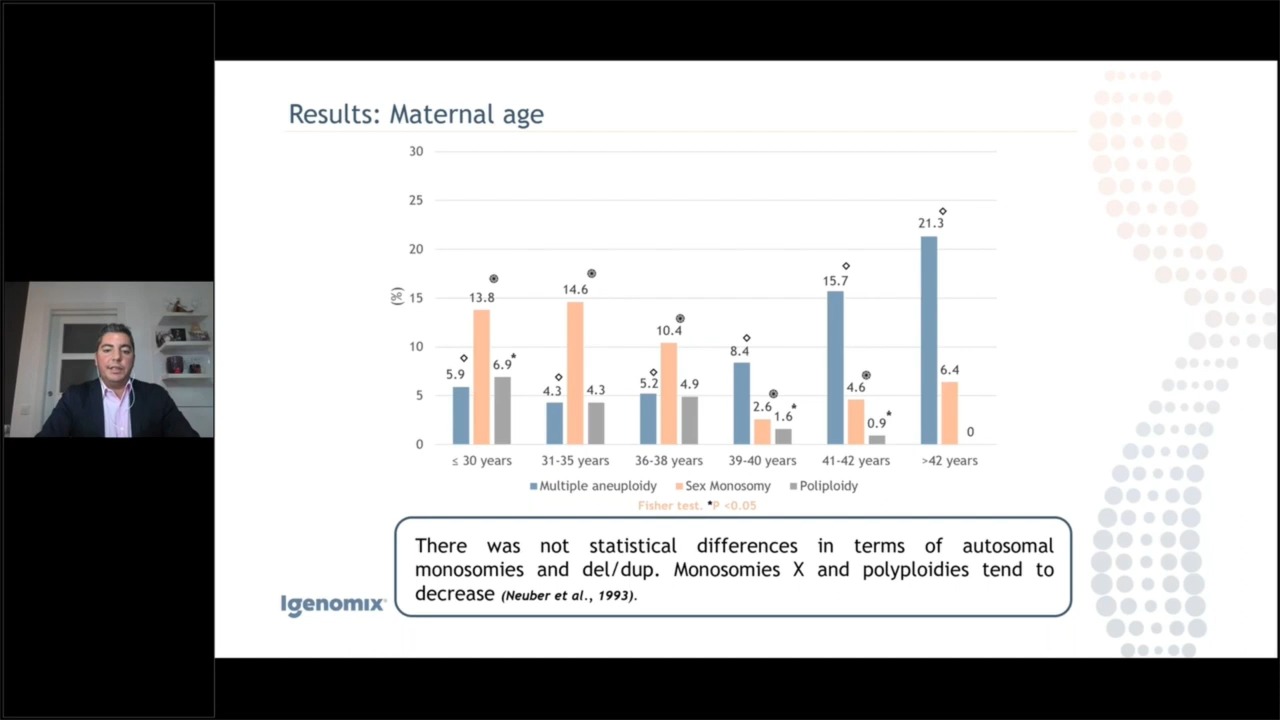 Results: Maternal age
30
25
20
15
10
5
0
(%)
5.9
13.8
6.9*
4.3
14.6
4.3
5.2
10.4
4.9
8.4
2.6
1.6*
15.7
4.6
0.9*
21.3
6.4
0
≤ 30 years
31-35 years
36-38 years
39-40 years
41-42 years
>42 years
Multiple aneuploidy
Sex Monosomy
Poliploidy
Fisher test. *P <0.05
There was not statistical differences in terms of autosomal
monosomies and del/dup. Monosomies X and polyploidies tend to
decrease (Neuber et al., 1993).
Igenomix